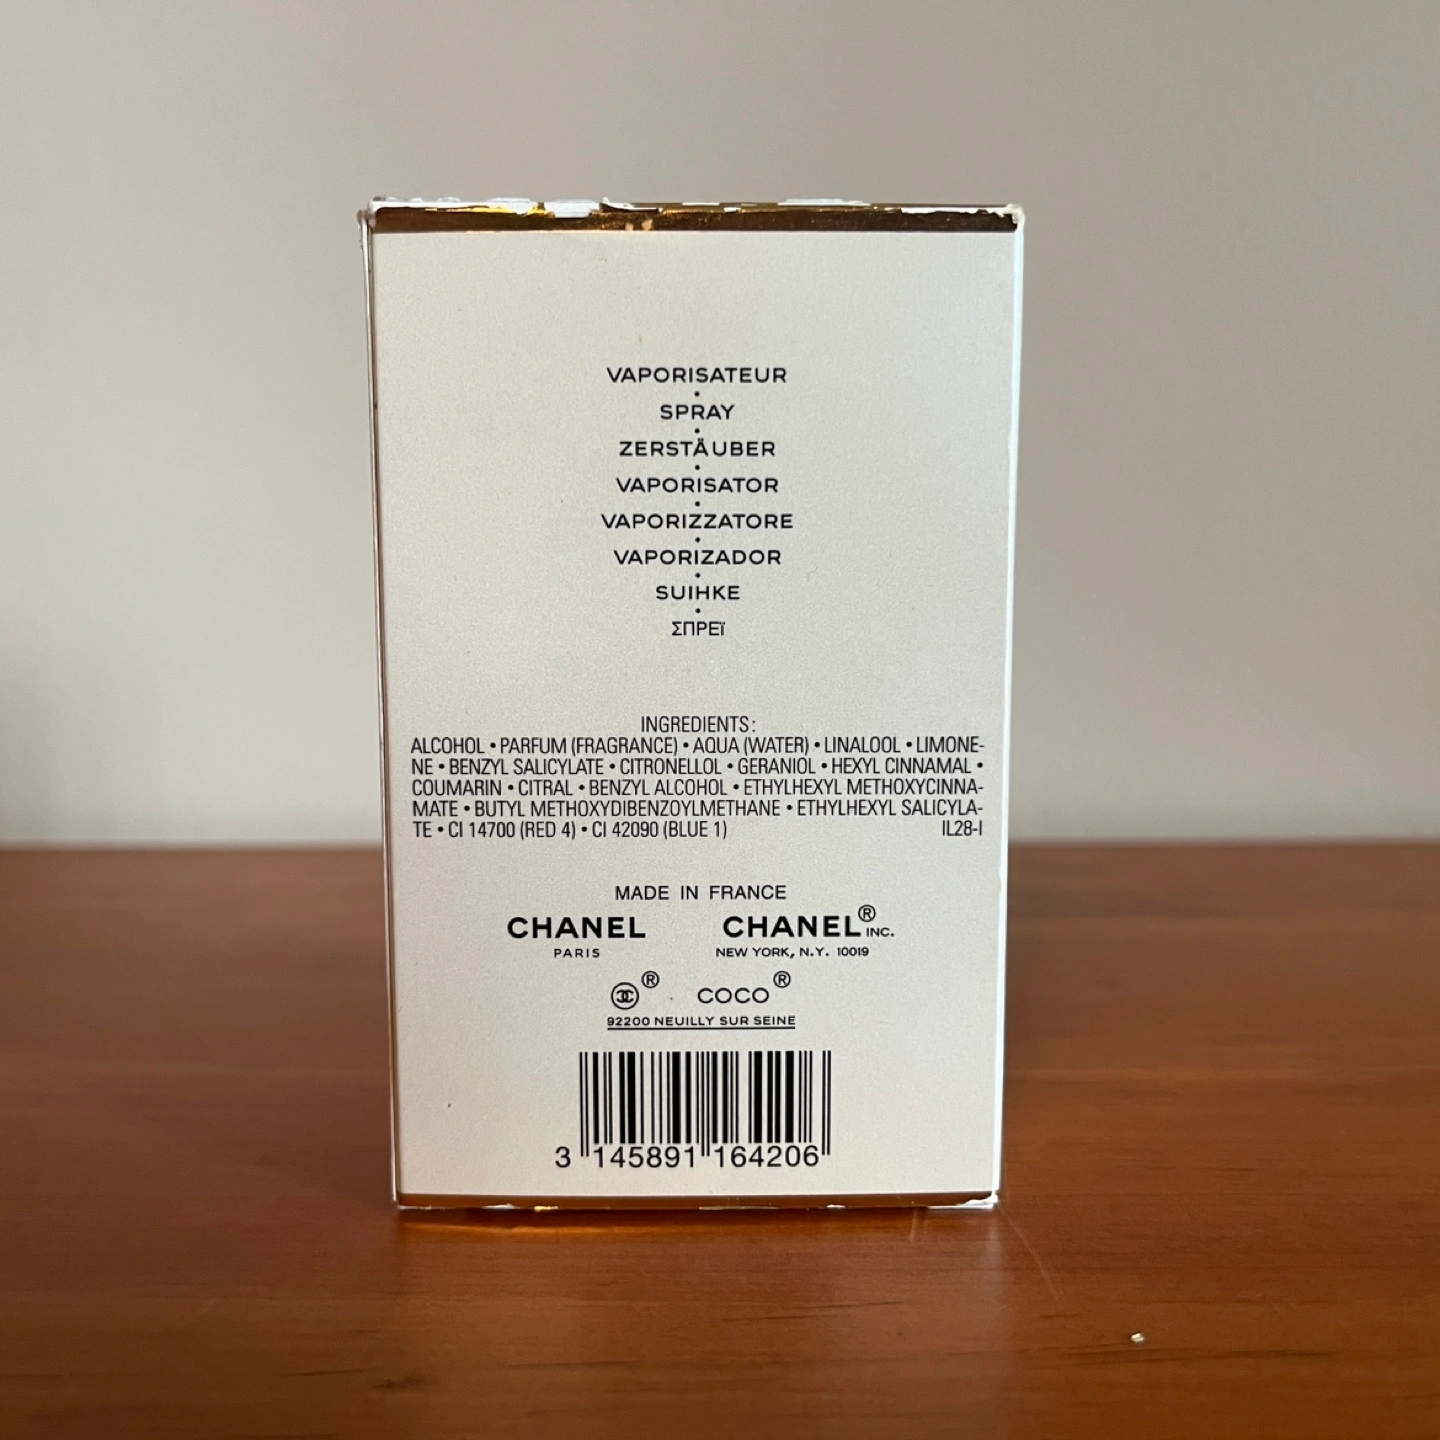 VAPORISATEUR
•
SPRAY
•
ZERSTÄUBER
•
VAPORISATOR
•
VAPORIZZATORE
•
VAPORIZADOR
•
SUIHKE
•
ΣΠΡΕΪ
INGREDIENTS:
ALCOHOL • PARFUM (FRAGRANCE) • AQUA (WATER) • LINALOOL • LIMONE-
NE • BENZYL SALICYLATE • CITRONELLOL • GERANIOL • HEXYL CINNAMAL •
COUMARIN • CITRAL • BENZYL ALCOHOL • ETHYLHEXYL METHOXYCINNA-
MATE • BUTYL METHOXYDIBENZOYLMETHANE • ETHYLHEXYL SALICYLA-
TE • CI 14700 (RED 4) • CI 42090 (BLUE 1) IL28-I
MADE IN FRANCE
CHANEL CHANEL® INC.
PARIS NEW YORK, N.Y. 10019
® COCO®
92200 NEUILLY SUR SEINE
3 145891 164206